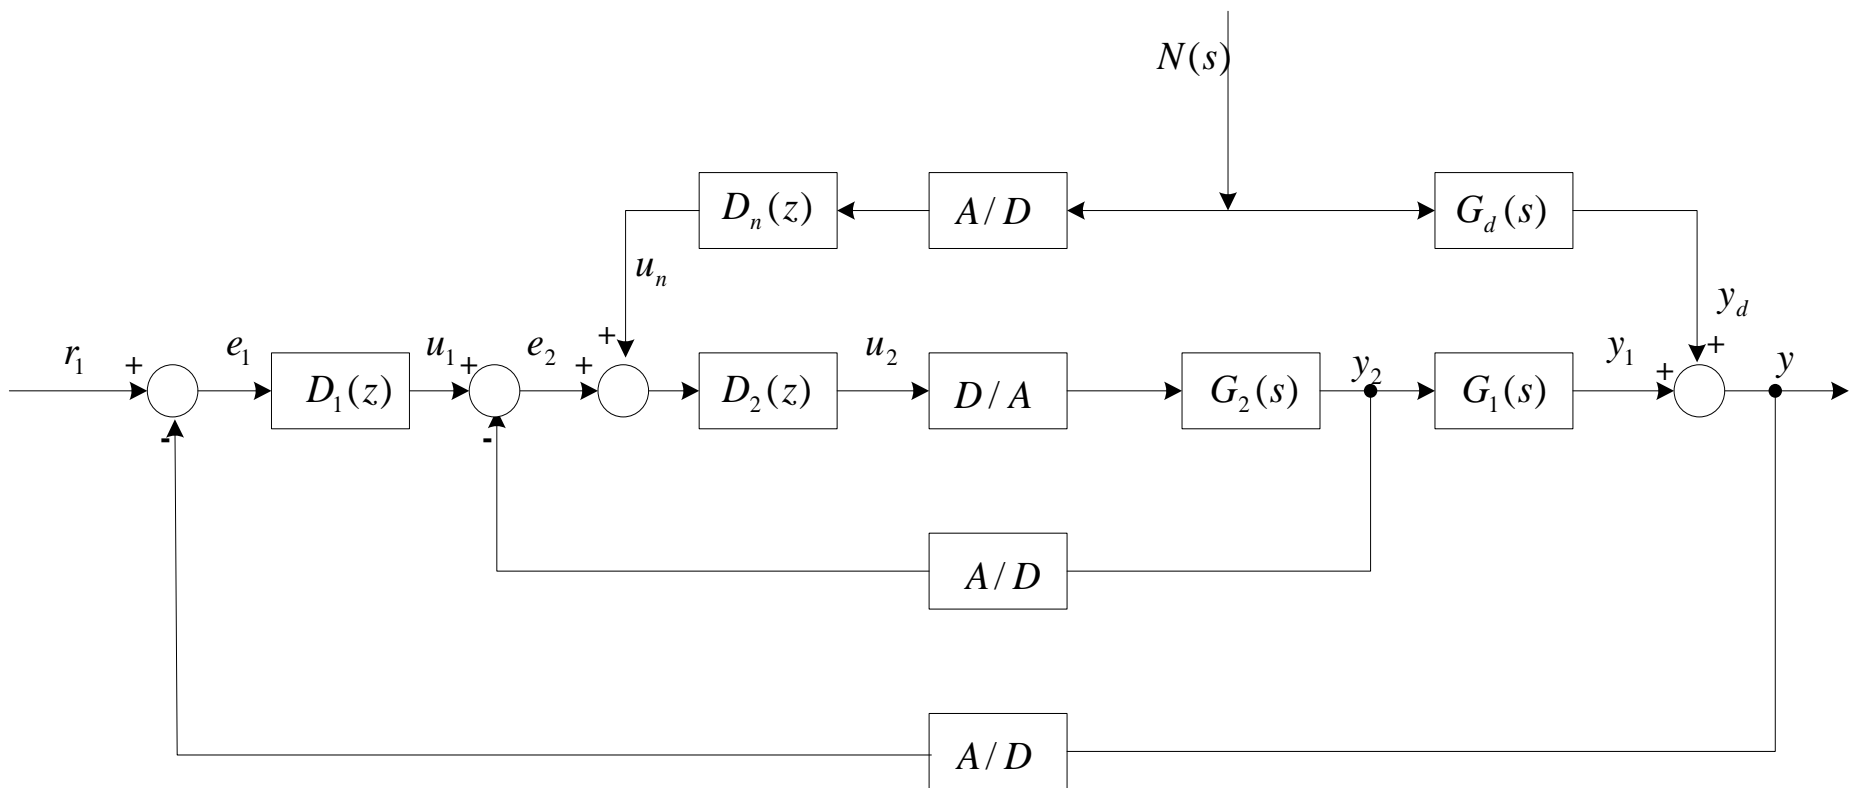 N(s)
D_n(z)
A/D
G_d(s)
u_n
y_d
r_1
+
e_1
D_1(z)
u_1
+
e_2
+
+
D_2(z)
u_2
D/A
G_2(s)
y_2
G_1(s)
y_1
+
+
y
-
-
A/D
A/D